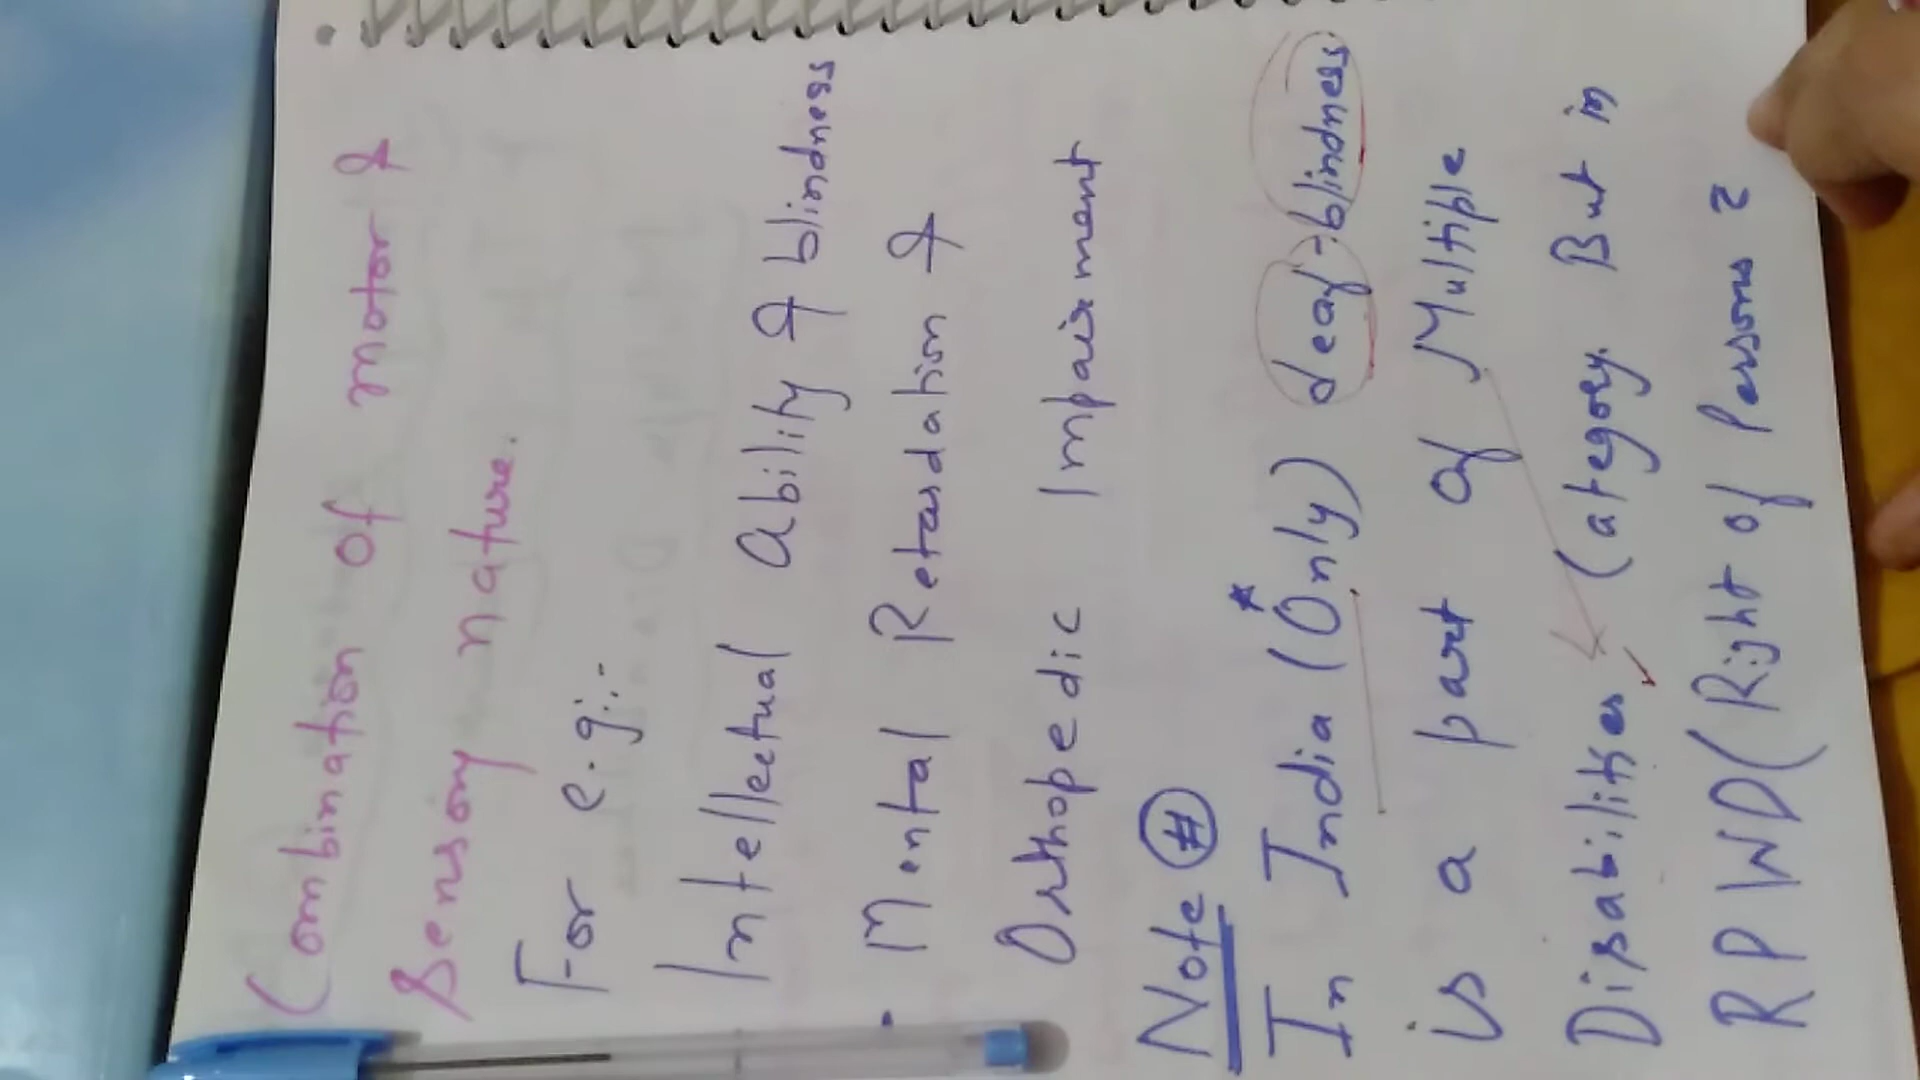 Combination of motor &
Sensory nature.
For e.g:-
Intellectual Ability & blindness
• Mental Retardation &
Orthopedic Impairment
Note #
In India (Only) deaf-blindness
is a part of Multiple
Disabilities Category. But in
RPWD (Right of Persons